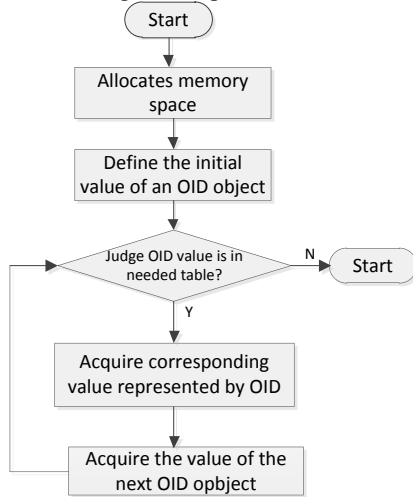 Start
Allocates memory
space
Define the initial
value of an OID object
Judge OID value is in
needed table?
N
Start
Y
Acquire corresponding
value represented by OID
Acquire the value of the
next OID opbject